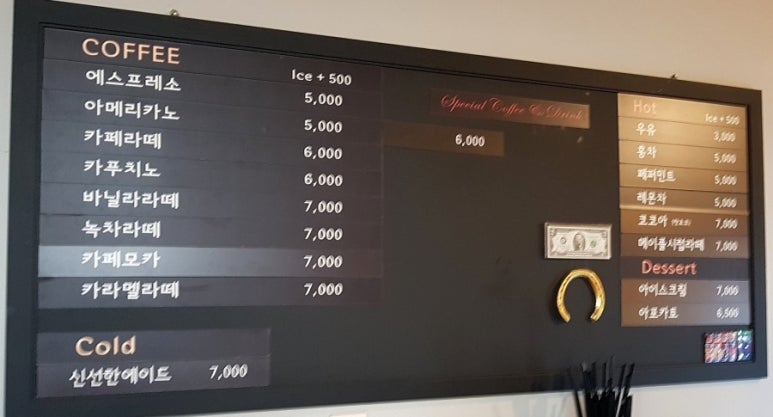 COFFEE
Ice + 500
에스프레소 5,000
아메리카노 5,000
카페라떼 6,000
카푸치노 6,000
바닐라라떼 7,000
녹차라떼 7,000
카페모카 7,000
카라멜라떼 7,000
Cold
신선한에이드 7,000
Special Coffee & Drink
6,000
Hot
Ice + 500
우유 3,000
홍차 5,000
페퍼민트 5,000
레몬차 5,000
코코아 7,000
메이플시럽라떼 7,000
Dessert
아이스크림 7,000
아포카토 6,500